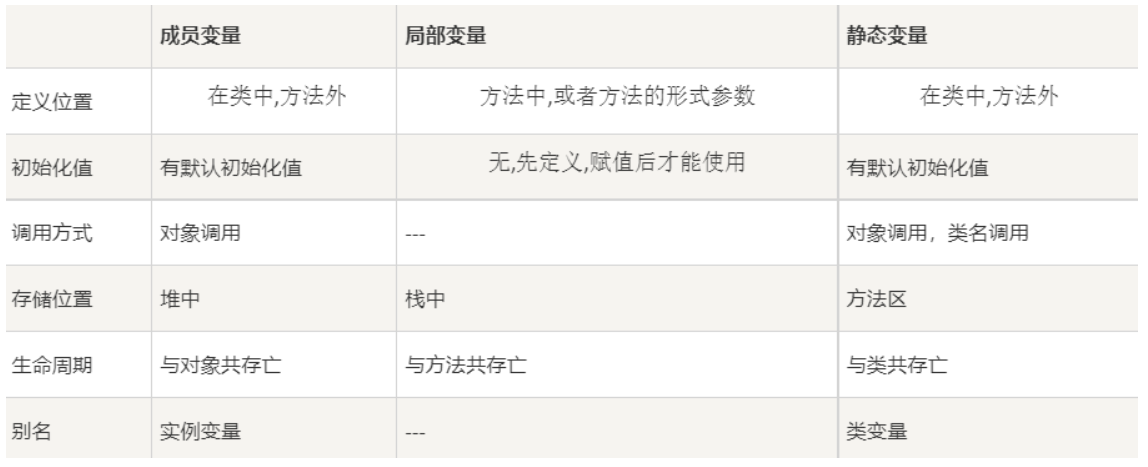 成员变量 局部变量 静态变量
定义位置 在类中,方法外 方法中,或者方法的形式参数 在类中,方法外
初始化值 有默认初始化值 无,先定义,赋值后才能使用 有默认初始化值
调用方式 对象调用 --- 对象调用，类名调用
存储位置 堆中 栈中 方法区
生命周期 与对象共存亡 与方法共存亡 与类共存亡
别名 实例变量 --- 类变量